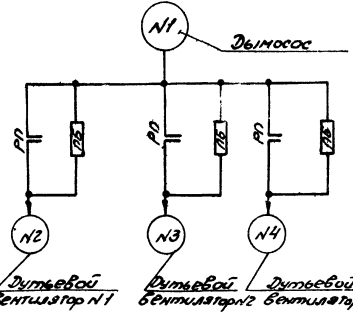 N1
Дымосос
РП
ПБ
РП
ПБ
РП
ПБ
N2
N3
N4
Дутьевой
вентилятор N1
Дутьевой
вентилятор N2
Дутьевой
вентилятор